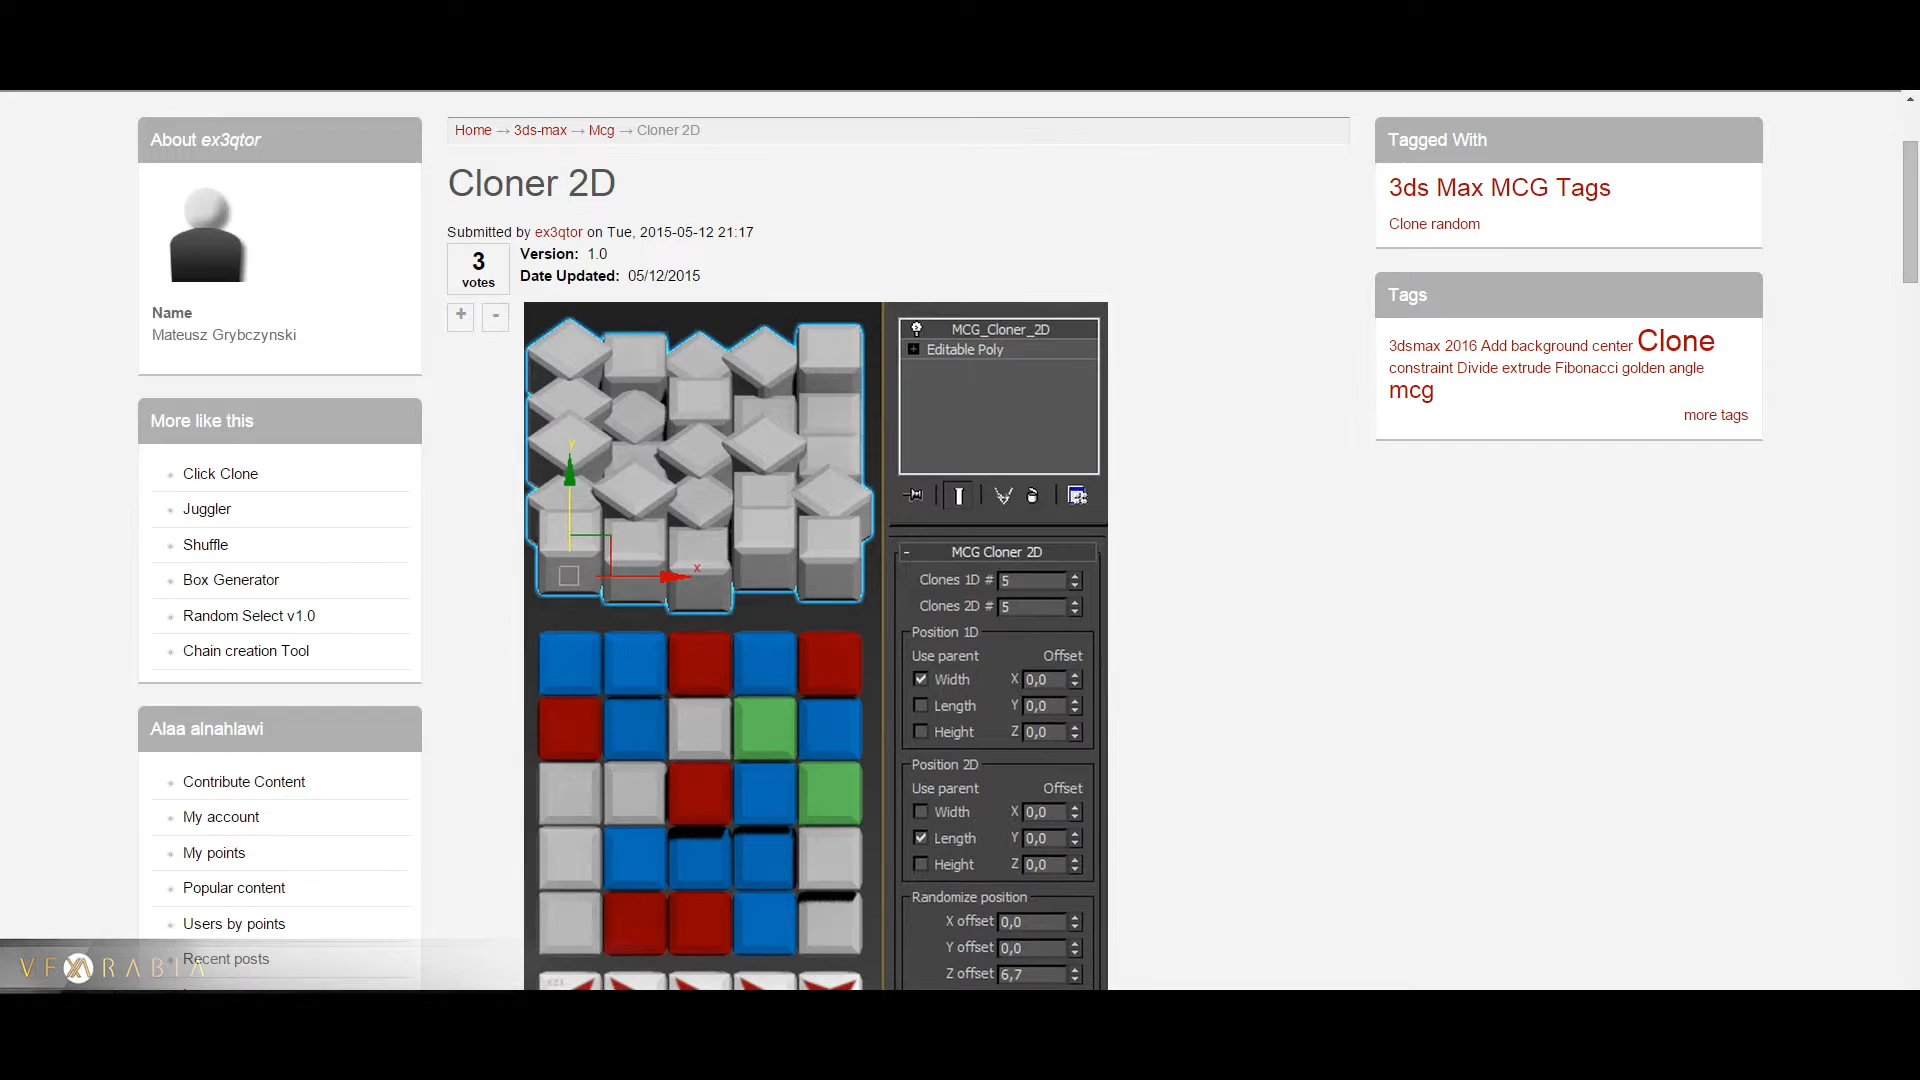 About ex3qtor
Name
Mateusz Grybczynski
More like this
Click Clone
Juggler
Shuffle
Box Generator
Random Select v1.0
Chain creation Tool
Alaa alnahlawi
Contribute Content
My account
My points
Popular content
Users by points
Recent posts
VFXARABIA
Home → 3ds-max → Mcg → Cloner 2D
Cloner 2D
Submitted by ex3qtor on Tue, 2015-05-12 21:17
3
votes
+ -
Version: 1.0
Date Updated: 05/12/2015
y
x
MCG_Cloner_2D
+ Editable Poly
- MCG Cloner 2D
Clones 1D # 5
Clones 2D # 5
Position 1D
Use parent Offset
Width X 0,0
Length Y 0,0
Height Z 0,0
Position 2D
Use parent Offset
Width X 0,0
Length Y 0,0
Height Z 0,0
Randomize position
X offset 0,0
Y offset 0,0
Z offset 6,7
Tagged With
3ds Max MCG Tags
Clone random
Tags
3dsmax 2016 Add background center Clone
constraint Divide extrude Fibonacci golden angle
mcg
more tags